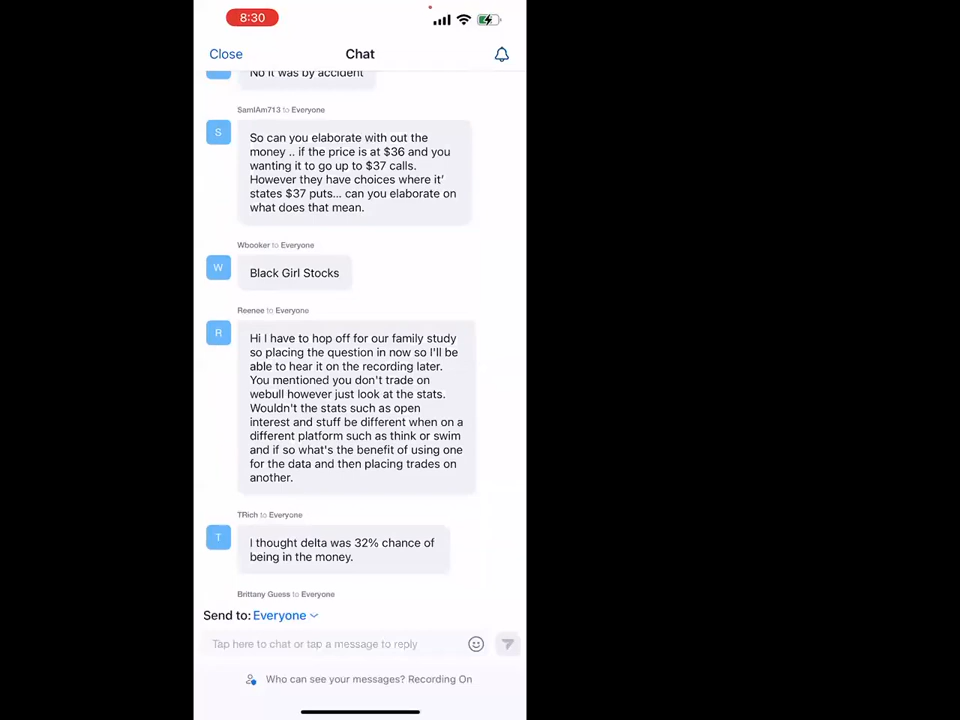 8:30
Close
Chat
No it was by accident
SamIAm713 to Everyone
S
So can you elaborate with out the
money .. if the price is at $36 and you
wanting it to go up to $37 calls.
However they have choices where it'
states $37 puts... can you elaborate on
what does that mean.
Wbooker to Everyone
W
Black Girl Stocks
Reenee to Everyone
R
Hi I have to hop off for our family study
so placing the question in now so I'll be
able to hear it on the recording later.
You mentioned you don't trade on
webull however just look at the stats.
Wouldn't the stats such as open
interest and stuff be different when on a
different platform such as think or swim
and if so what's the benefit of using one
for the data and then placing trades on
another.
TRich to Everyone
T
I thought delta was 32% chance of
being in the money.
Brittany Guess to Everyone
Send to: Everyone
Tap here to chat or tap a message to reply
Who can see your messages? Recording On